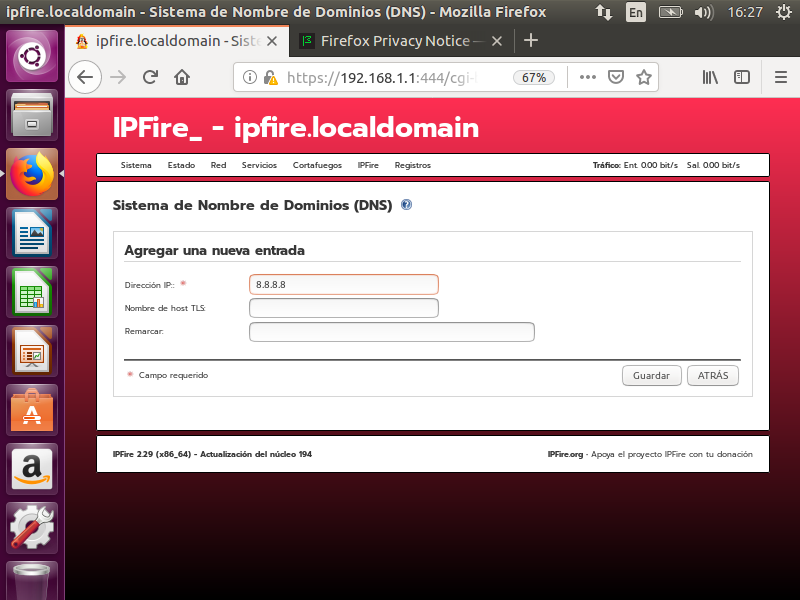 ipfire.localdomain - Sistema de Nombre de Dominios (DNS) - Mozilla Firefox En 16:27
ipfire.localdomain - Siste Firefox Privacy Notice —
https://192.168.1.1:444/cgi- 67%
IPFire_ - ipfire.localdomain
Sistema Estado Red Servicios Cortafuegos IPFire Registros Tráfico: Ent. 0.00 bit/s Sal. 0.00 bit/s
Sistema de Nombre de Dominios (DNS) ?
Agregar una nueva entrada
Dirección IP:: * 8.8.8.8
Nombre de host TLS:
Remarcar:
* Campo requerido Guardar ATRÁS
IPFire 2.29 (x86_64) - Actualización del núcleo 194 IPFire.org - Apoya el proyecto IPFire con tu donación